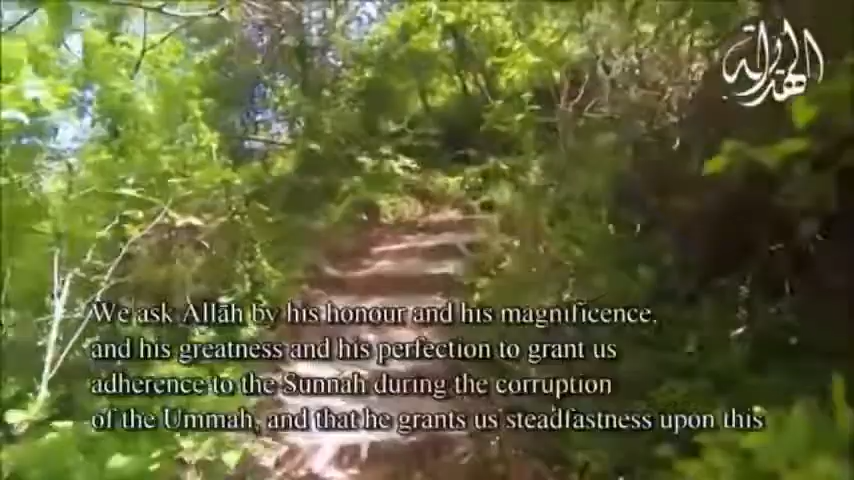 الهداية
We ask Allāh by his honour and his magnificence,
and his greatness and his perfection to grant us
adherence to the Sunnah during the corruption
of the Ummah, and that he grants us steadfastness upon this